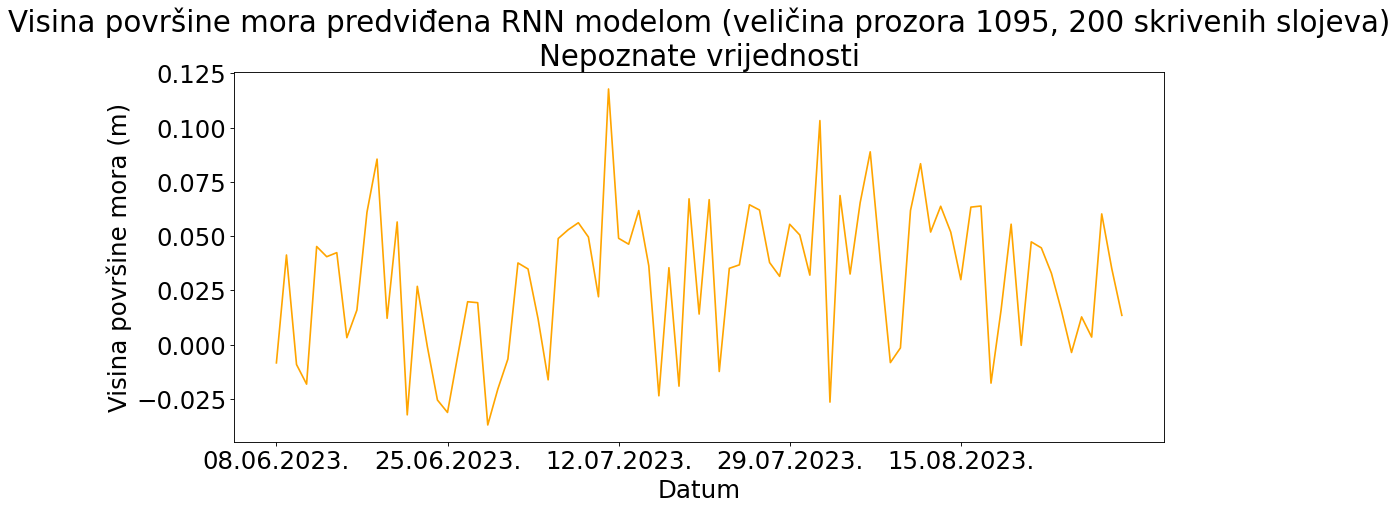 Visina površine mora predviđena RNN modelom (veličina prozora 1095, 200 skrivenih slojeva)
Nepoznate vrijednosti
Visina površine mora (m)
0.125
0.100
0.075
0.050
0.025
0.000
−0.025
08.06.2023. 25.06.2023. 12.07.2023. 29.07.2023. 15.08.2023.
Datum